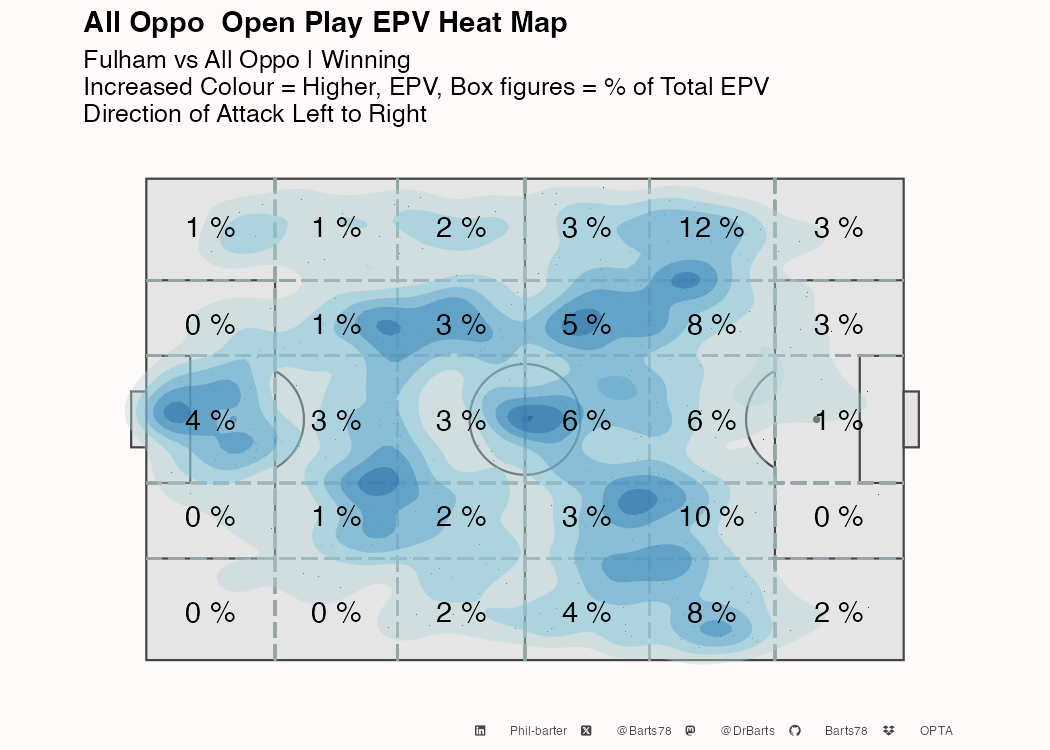 All Oppo  Open Play EPV Heat Map
Fulham vs All Oppo | Winning
Increased Colour = Higher, EPV, Box figures = % of Total EPV
Direction of Attack Left to Right
1 % 1 % 2 % 3 % 12 % 3 %
0 % 1 % 3 % 5 % 8 % 3 %
4 % 3 % 3 % 6 % 6 % 1 %
0 % 1 % 2 % 3 % 10 % 0 %
0 % 0 % 2 % 4 % 8 % 2 %
Phil-barter @Barts78 @DrBarts Barts78 OPTA